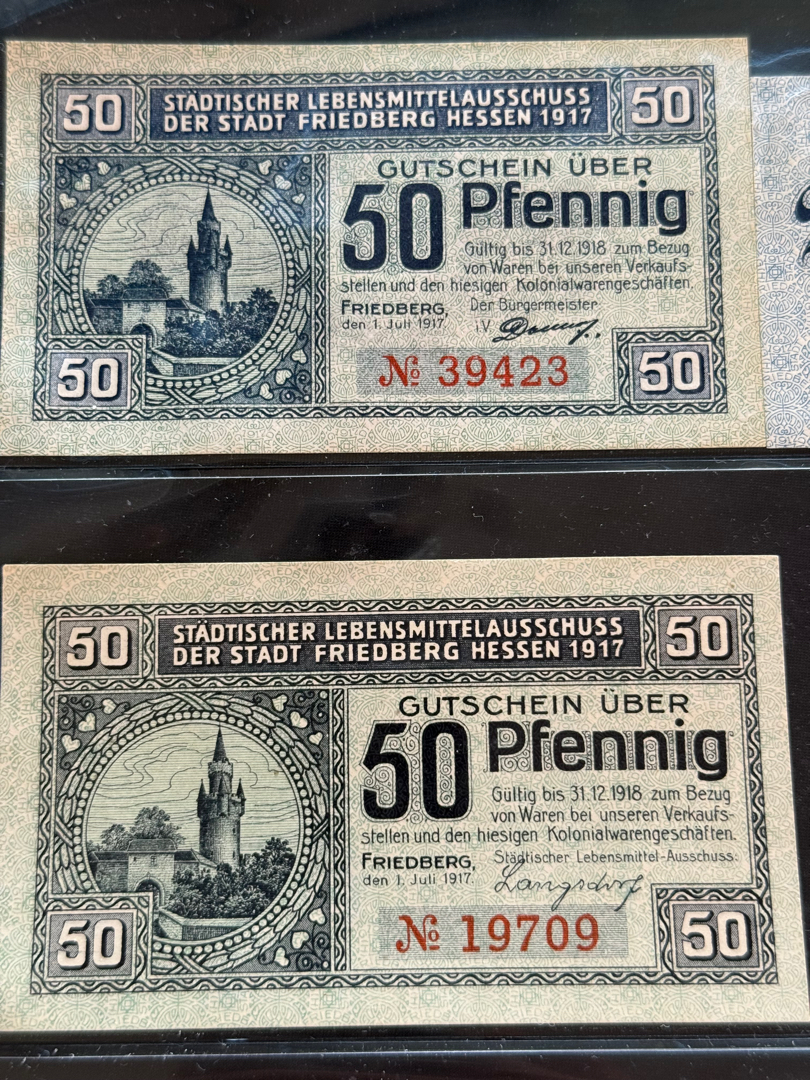 50
STÄDTISCHER LEBENSMITTELAUSSCHUSS
DER STADT FRIEDBERG HESSEN 1917
50
GUTSCHEIN ÜBER
50 Pfennig
Gültig bis 31.12.1918 zum Bezug
von Waren bei unseren Verkaufs-
stellen und den hiesigen Kolonialwarengeschäften.
FRIEDBERG, Der Bürgermeister
den 1. Juli 1917. i.V.
50
№ 39423
50
50
STÄDTISCHER LEBENSMITTELAUSSCHUSS
DER STADT FRIEDBERG HESSEN 1917
50
GUTSCHEIN ÜBER
50 Pfennig
Gültig bis 31.12.1918 zum Bezug
von Waren bei unseren Verkaufs-
stellen und den hiesigen Kolonialwarengeschäften.
FRIEDBERG, Städtischer Lebensmittel-Ausschuss:
den 1. Juli 1917. Langsdorf
50
№ 19709
50